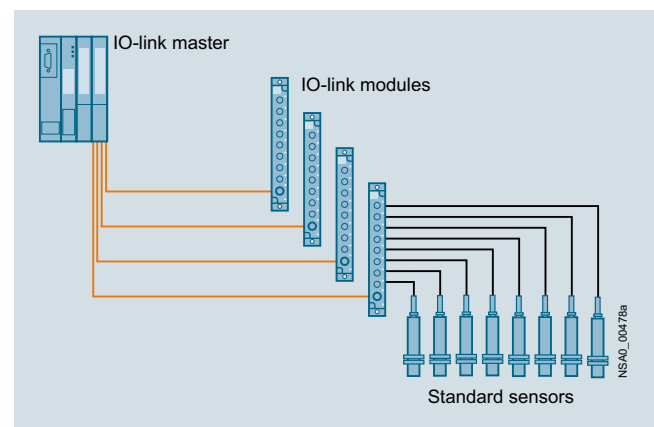 IO-link master
IO-link modules
Standard sensors
NSA0_00478a